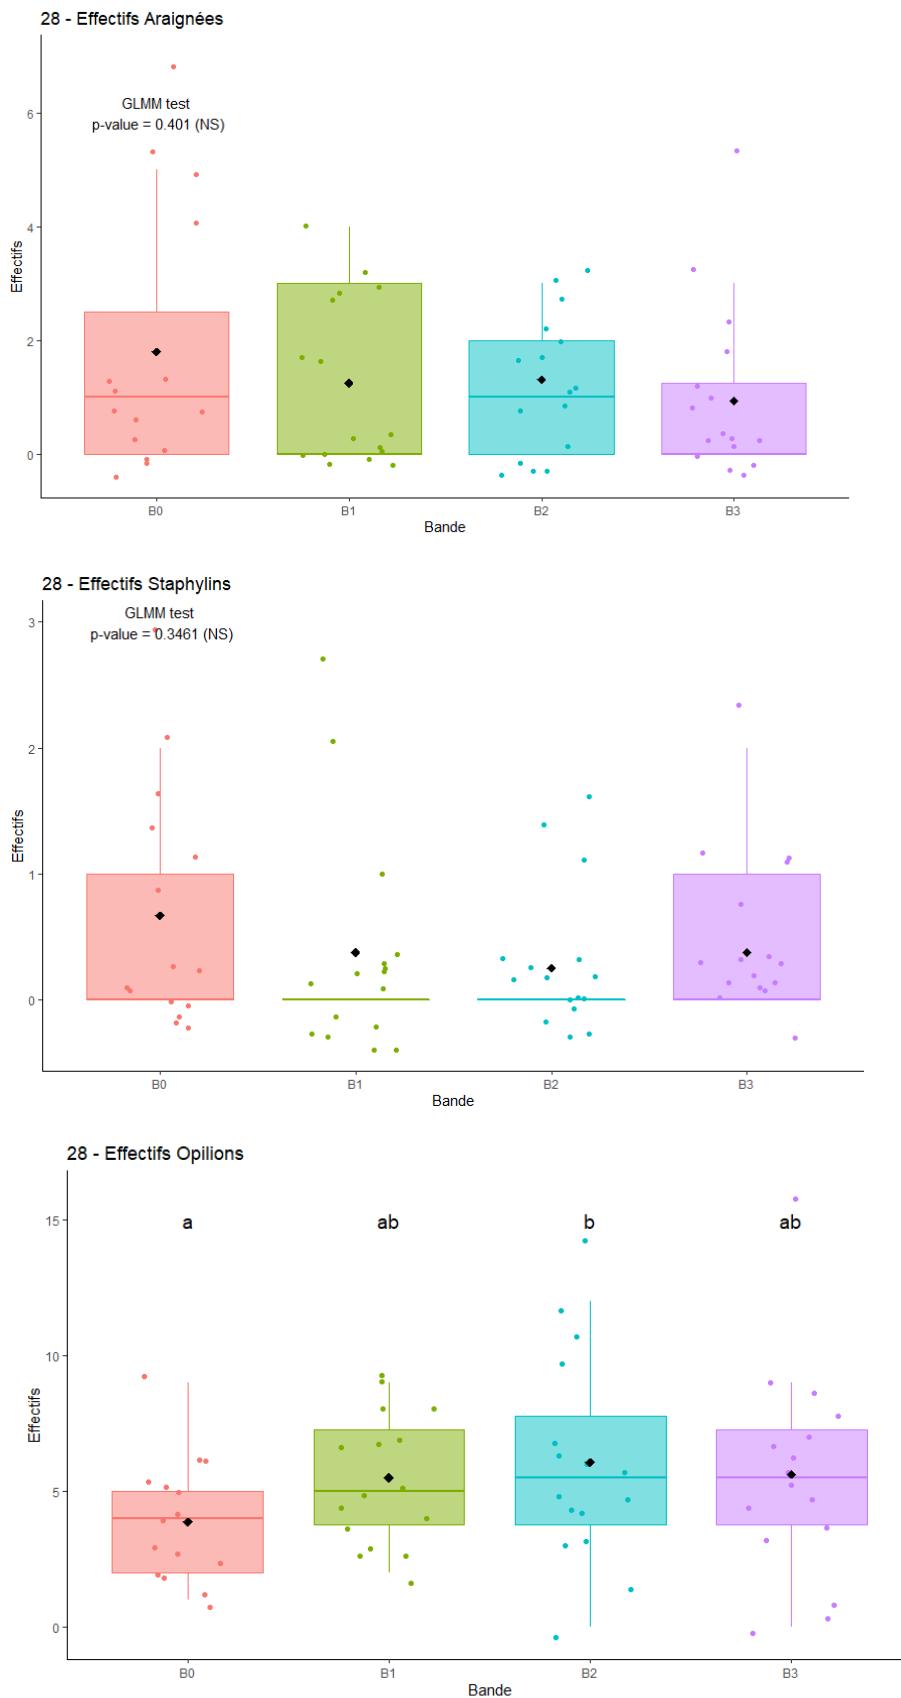 28 - Effectifs Araignées
GLMM test
p-value = 0.401 (NS)
6
4
2
0
Effectifs
B0 B1 B2 B3
Bande
28 - Effectifs Staphylins
GLMM test
p-value = 0.3461 (NS)
3
2
1
0
Effectifs
B0 B1 B2 B3
Bande
28 - Effectifs Opilions
a ab b ab
15
10
5
0
Effectifs
B0 B1 B2 B3
Bande